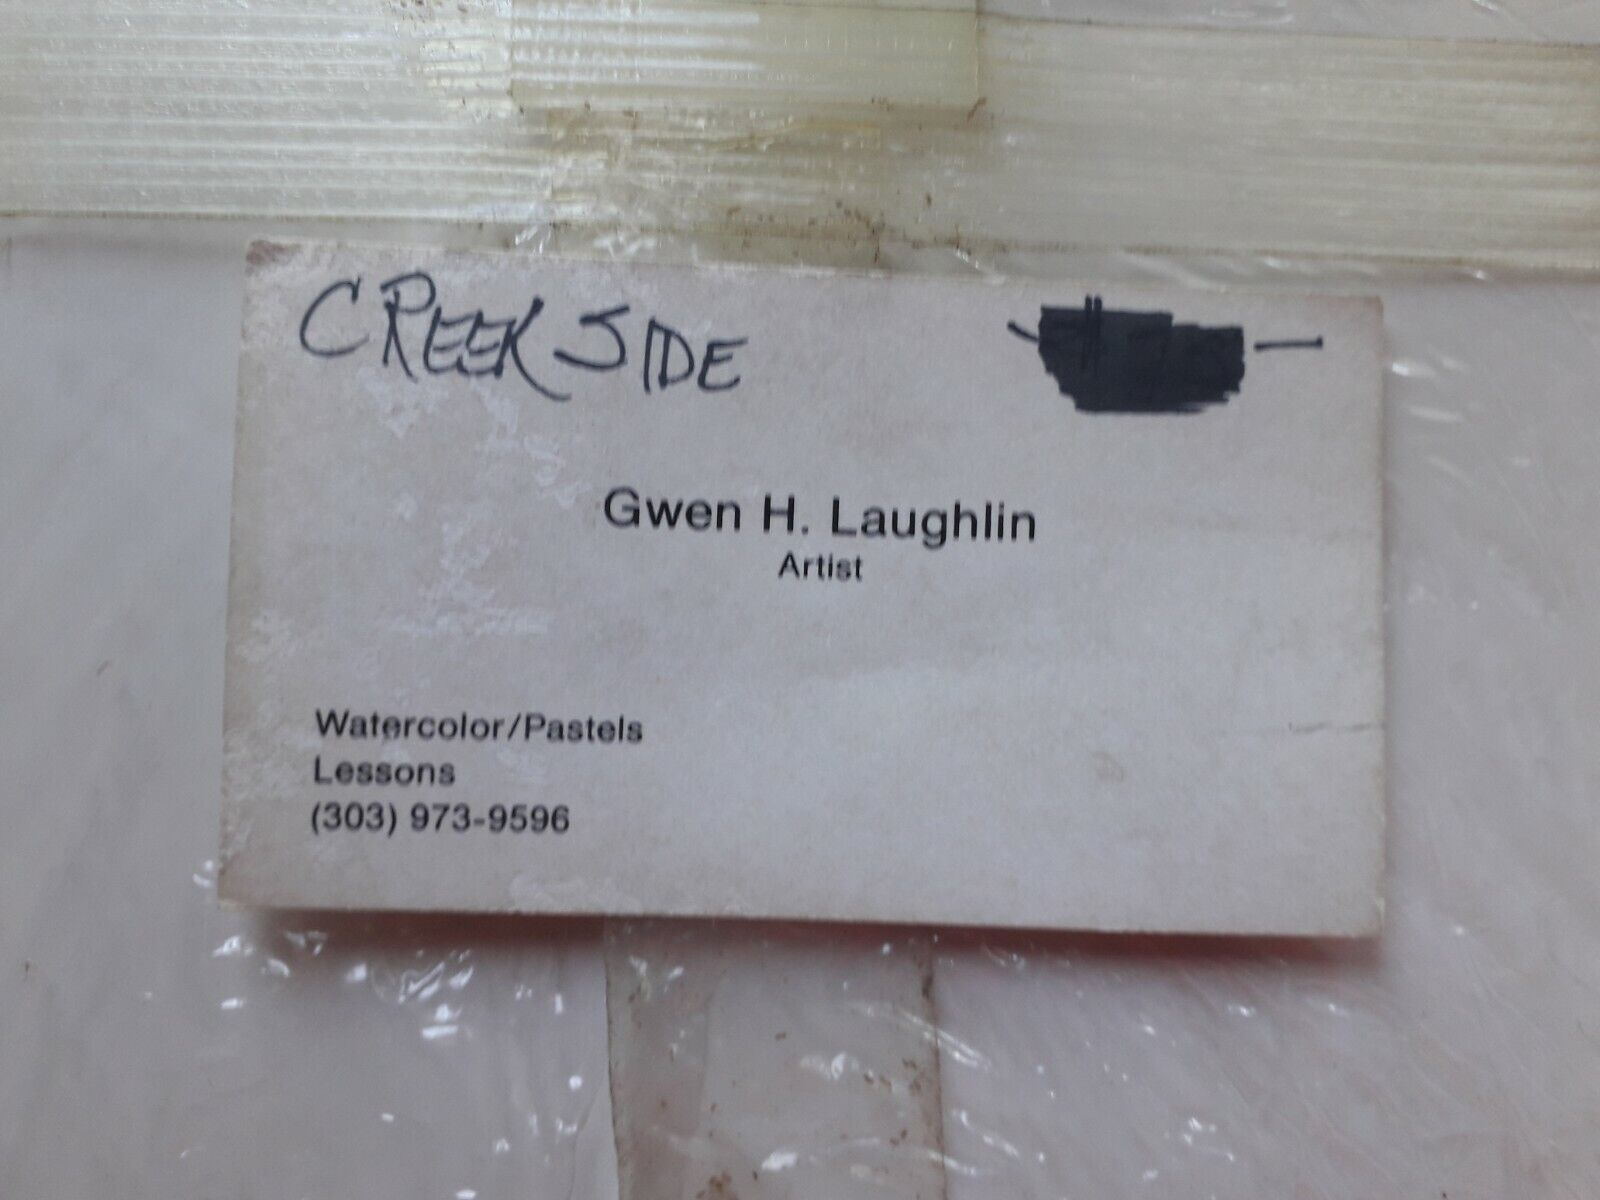 CREEKSIDE
Gwen H. Laughlin
Artist
Watercolor/Pastels
Lessons
(303) 973-9596